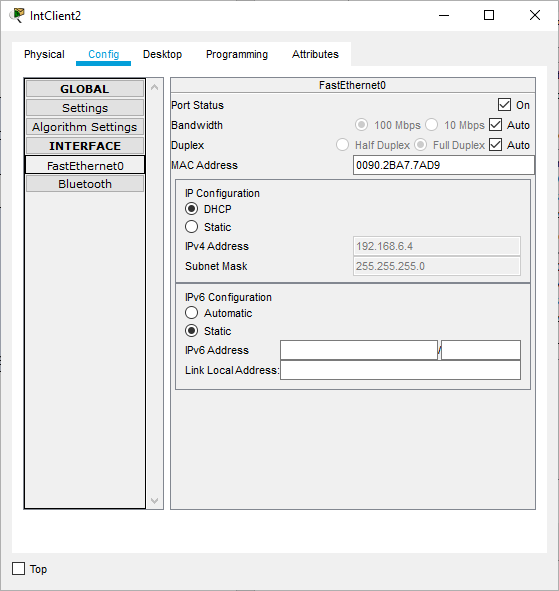 IntClient2
Physical Config Desktop Programming Attributes
GLOBAL
Settings
Algorithm Settings
INTERFACE
FastEthernet0
Bluetooth
FastEthernet0
Port Status On
Bandwidth 100 Mbps 10 Mbps Auto
Duplex Half Duplex Full Duplex Auto
MAC Address 0090.2BA7.7AD9
IP Configuration
DHCP
Static
IPv4 Address 192.168.6.4
Subnet Mask 255.255.255.0
IPv6 Configuration
Automatic
Static
IPv6 Address /
Link Local Address:
Top